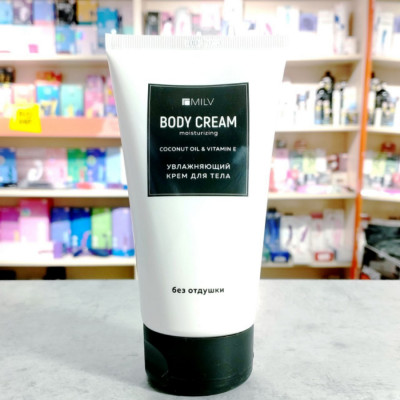 MILV
BODY CREAM
moisturizing
COCONUT OIL & VITAMIN E
УВЛАЖНЯЮЩИЙ
КРЕМ ДЛЯ ТЕЛА
без отдушки